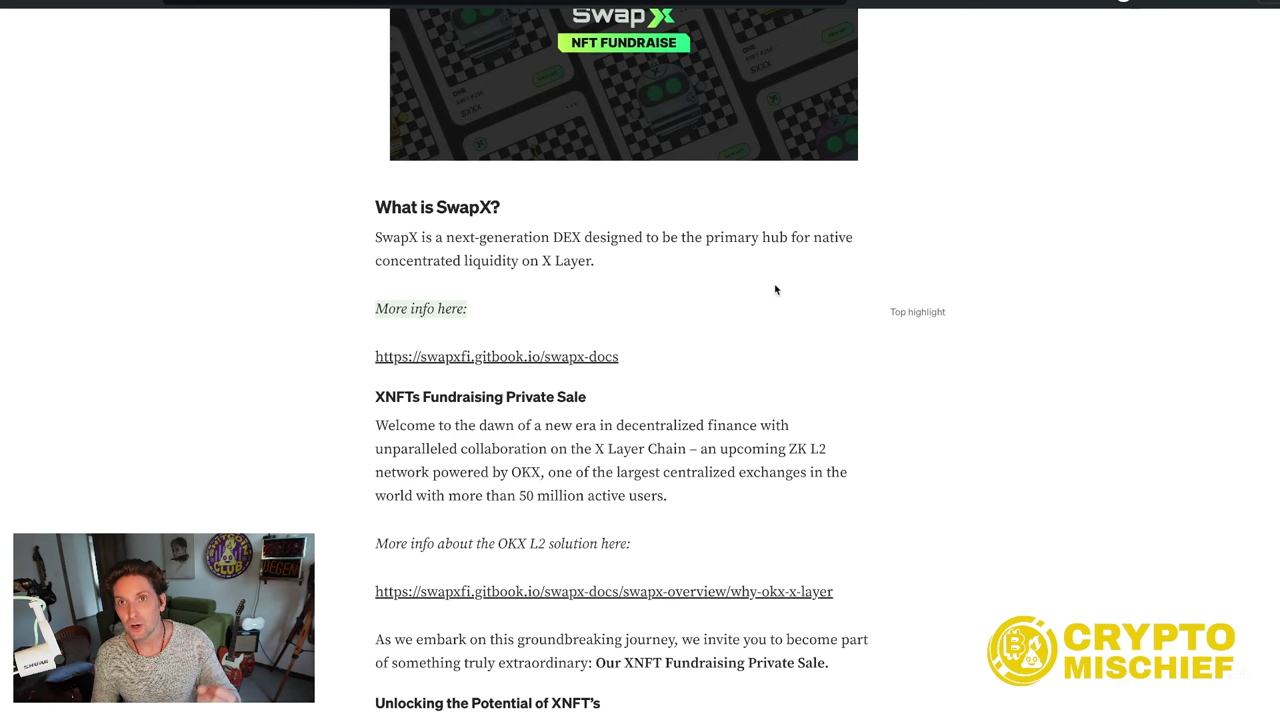 SwapX
NFT FUNDRAISE
What is SwapX?
SwapX is a next-generation DEX designed to be the primary hub for native
concentrated liquidity on X Layer.
More info here:
Top highlight
https://swapxfi.gitbook.io/swapx-docs
XNFTs Fundraising Private Sale
Welcome to the dawn of a new era in decentralized finance with
unparalleled collaboration on the X Layer Chain – an upcoming ZK L2
network powered by OKX, one of the largest centralized exchanges in the
world with more than 50 million active users.
More info about the OKX L2 solution here:
https://swapxfi.gitbook.io/swapx-docs/swapx-overview/why-okx-x-layer
As we embark on this groundbreaking journey, we invite you to become part
of something truly extraordinary: Our XNFT Fundraising Private Sale.
Unlocking the Potential of XNFT's
SHURE
DEGEN
CRYPTO
MISCHIEF